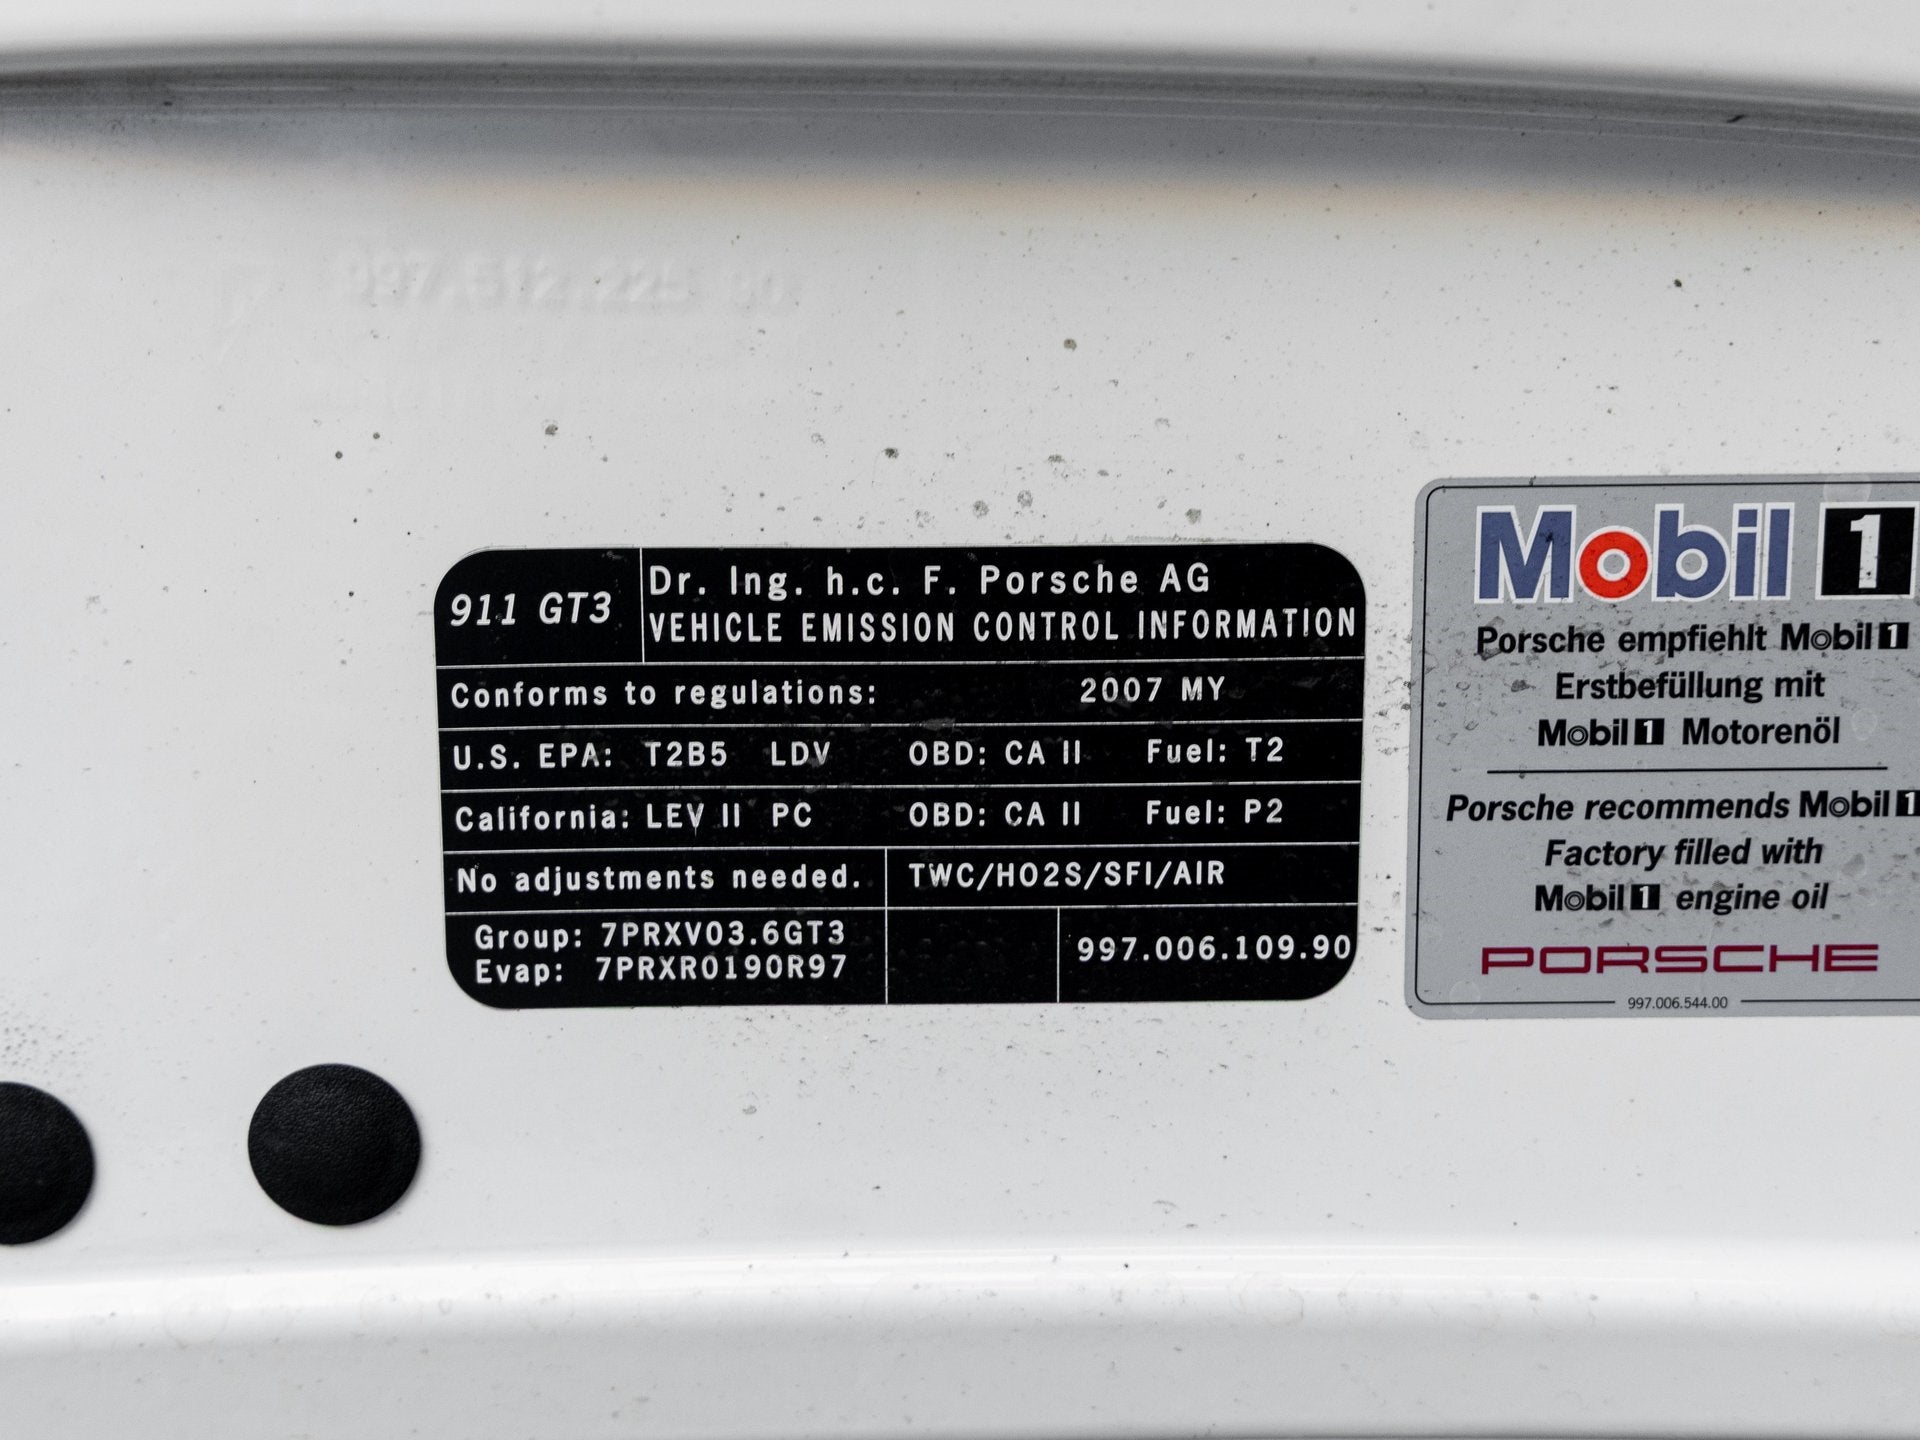 997.512.225
911 GT3
Dr. Ing. h.c. F. Porsche AG
VEHICLE EMISSION CONTROL INFORMATION
Conforms to regulations: 2007 MY
U.S. EPA: T2B5 LDV OBD: CA II Fuel: T2
California: LEV II PC OBD: CA II Fuel: P2
No adjustments needed. TWC/HO2S/SFI/AIR
Group: 7PRXV03.6GT3
Evap: 7PRXR0190R97
997.006.109.90
Mobil 1
Porsche empfiehlt Mobil 1
Erstbefüllung mit
Mobil 1 Motorenöl
Porsche recommends Mobil 1
Factory filled with
Mobil 1 engine oil
PORSCHE
997.006.544.00